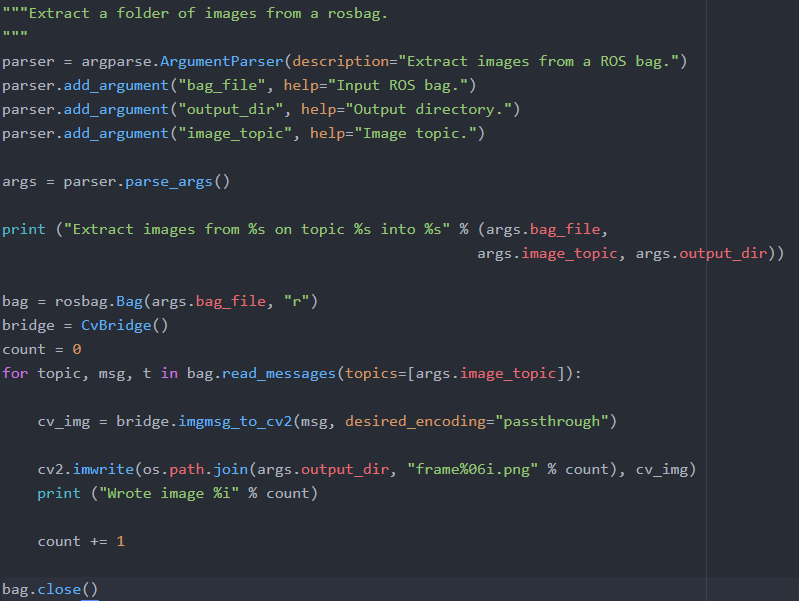 """Extract a folder of images from a rosbag.
"""
parser = argparse.ArgumentParser(description="Extract images from a ROS bag.")
parser.add_argument("bag_file", help="Input ROS bag.")
parser.add_argument("output_dir", help="Output directory.")
parser.add_argument("image_topic", help="Image topic.")

args = parser.parse_args()

print ("Extract images from %s on topic %s into %s" % (args.bag_file,
                                                      args.image_topic, args.output_dir))

bag = rosbag.Bag(args.bag_file, "r")
bridge = CvBridge()
count = 0
for topic, msg, t in bag.read_messages(topics=[args.image_topic]):

    cv_img = bridge.imgmsg_to_cv2(msg, desired_encoding="passthrough")

    cv2.imwrite(os.path.join(args.output_dir, "frame%06i.png" % count), cv_img)
    print ("Wrote image %i" % count)

    count += 1

bag.close()